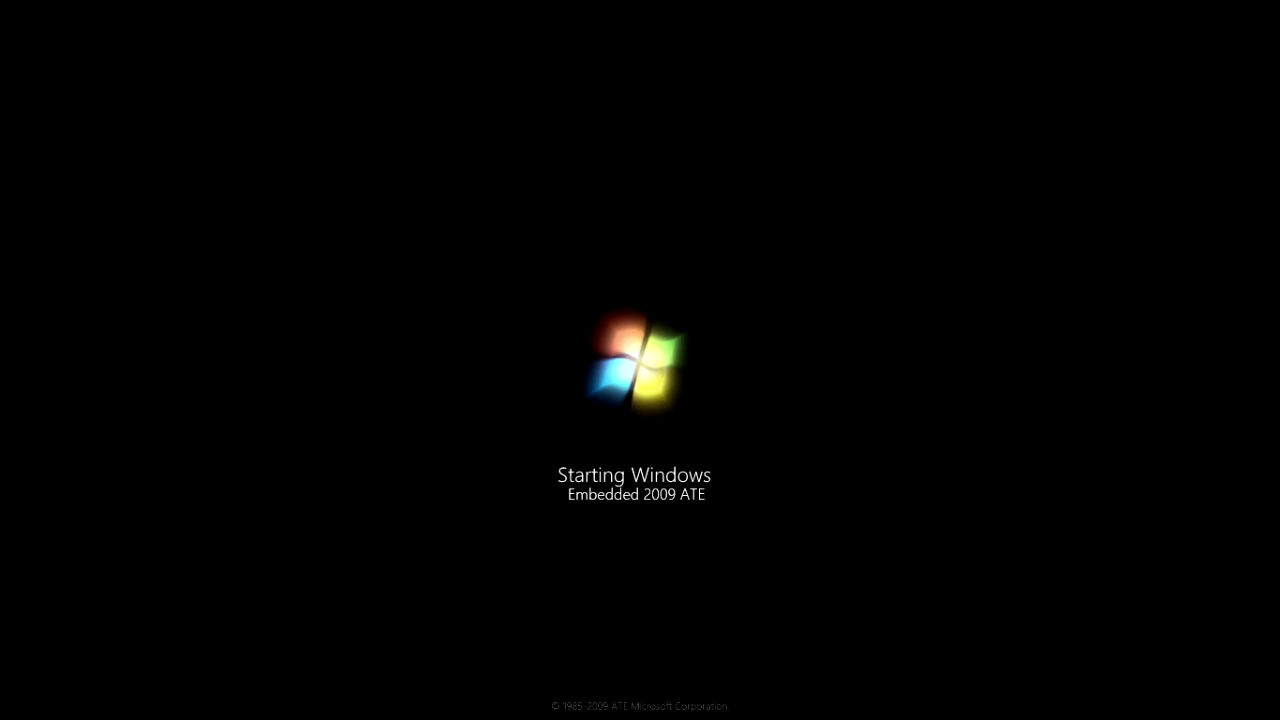 Starting Windows
Embedded 2009 ATE
© 1985-2009 ATE Microsoft Corporation.